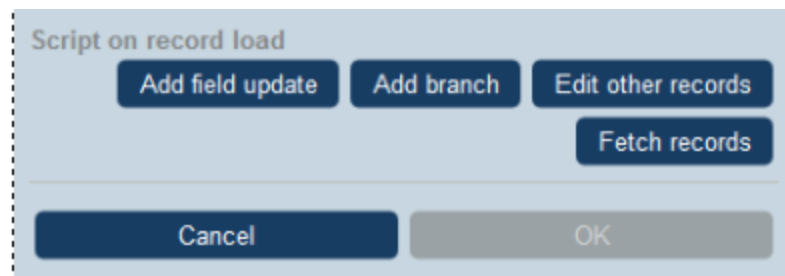 Script on record load
Add field update Add branch Edit other records
Fetch records
Cancel OK